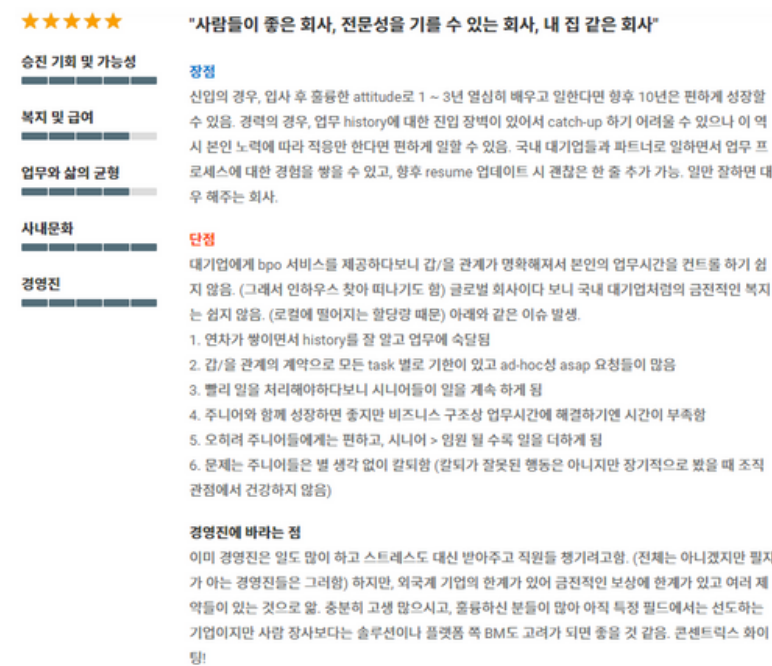 "사람들이 좋은 회사, 전문성을 기를 수 있는 회사, 내 집 같은 회사"
승진 기회 및 가능성
복지 및 급여
업무와 삶의 균형
사내문화
경영진
장점
신입의 경우, 입사 후 훌륭한 attitude로 1 ~ 3년 열심히 배우고 일한다면 향후 10년은 편하게 성장할
수 있음. 경력의 경우, 업무 history에 대한 진입 장벽이 있어서 catch-up 하기 어려울 수 있으나 이 역
시 본인 노력에 따라 적응만 한다면 편하게 일할 수 있음. 국내 대기업들과 파트너로 일하면서 업무 프
로세스에 대한 경험을 쌓을 수 있고, 향후 resume 업데이트 시 괜찮은 한 줄 추가 가능. 일만 잘하면 대
우 해주는 회사.
단점
대기업에게 bpo 서비스를 제공하다보니 갑/을 관계가 명확해져서 본인의 업무시간을 컨트롤 하기 쉽
지 않음. (그래서 인하우스 찾아 떠나기도 함) 글로벌 회사이다 보니 국내 대기업처럼의 금전적인 복지
는 쉽지 않음. (로컬에 떨어지는 할당량 때문) 아래와 같은 이슈 발생.
1. 연차가 쌓이면서 history를 잘 알고 업무에 숙달됨
2. 갑/을 관계의 계약으로 모든 task 별로 기한이 있고 ad-hoc성 asap 요청들이 많음
3. 빨리 일을 처리해야하다보니 시니어들이 일을 계속 하게 됨
4. 주니어와 함께 성장하면 좋지만 비즈니스 구조상 업무시간에 해결하기엔 시간이 부족함
5. 오히려 주니어들에게는 편하고, 시니어 > 임원 될 수록 일을 더하게 됨
6. 문제는 주니어들은 별 생각 없이 칼퇴함 (칼퇴가 잘못된 행동은 아니지만 장기적으로 봤을 때 조직
관점에서 건강하지 않음)
경영진에 바라는 점
이미 경영진은 일도 많이 하고 스트레스도 대신 받아주고 직원들 챙기려고함. (전체는 아니겠지만 필자
가 아는 경영진들은 그러함) 하지만, 외국계 기업의 한계가 있어 금전적인 보상에 한계가 있고 여러 제
약들이 있는 것으로 앎. 충분히 고생 많으시고, 훌륭하신 분들이 많아 아직 특정 필드에서는 선도하는
기업이지만 사람 장사보다는 솔루션이나 플랫폼 쪽 BM도 고려가 되면 좋을 것 같음. 콘센트릭스 화이
팅!